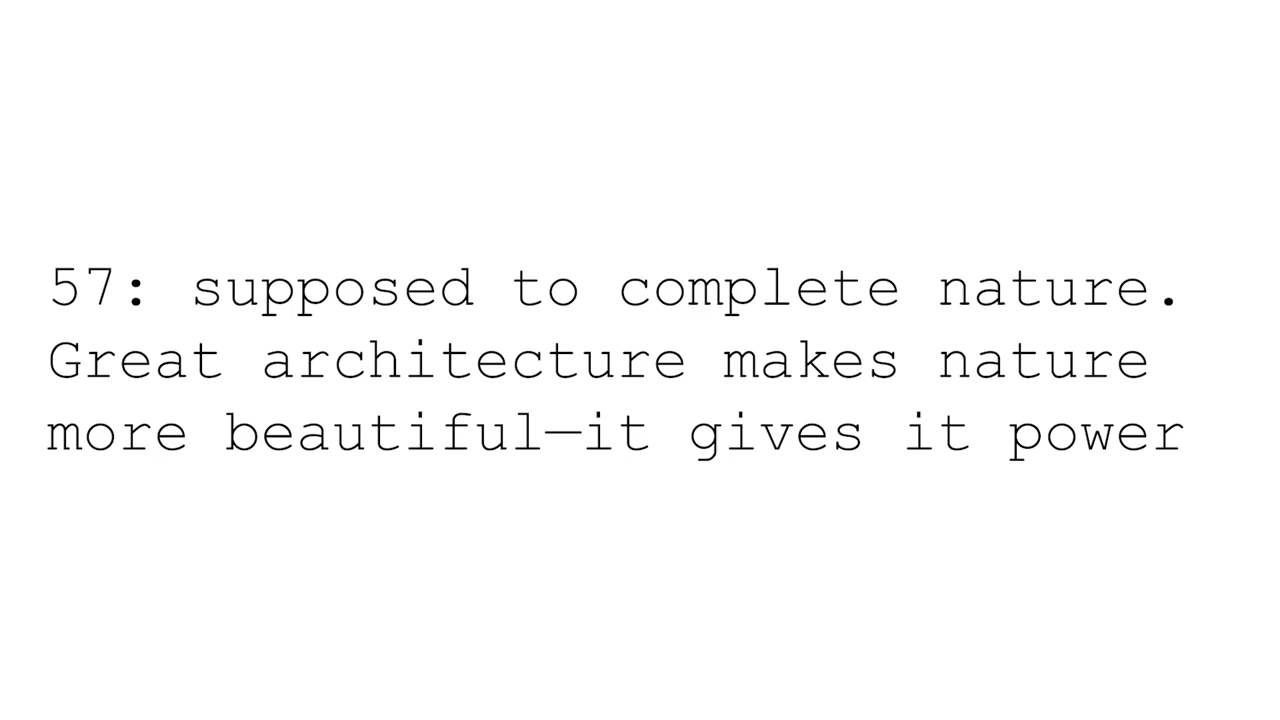 57: supposed to complete nature.
Great architecture makes nature
more beautiful—it gives it power